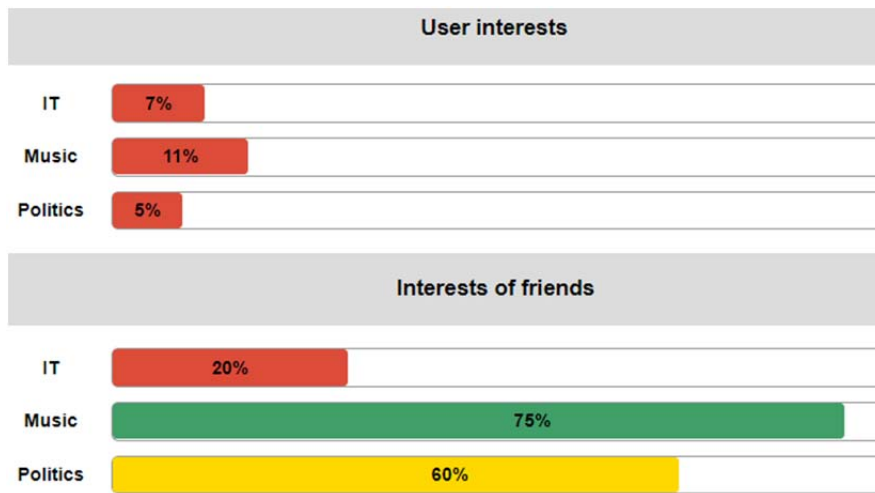 User interests
IT 7%
Music 11%
Politics 5%
Interests of friends
IT 20%
Music 75%
Politics 60%